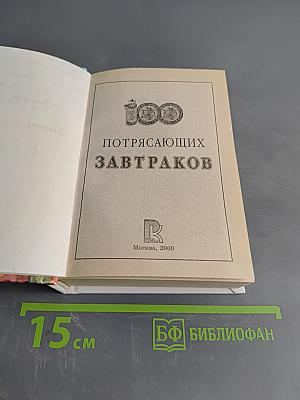 100
ПОТРЯСАЮЩИХ
ЗАВТРАКОВ
Москва, 2000
15 см
БФ БИБЛИОФАН